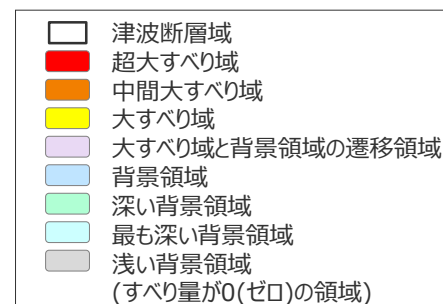 津波断層域
超大すべり域
中間大すべり域
大すべり域
大すべり域と背景領域の遷移領域
背景領域
深い背景領域
最も深い背景領域
浅い背景領域
(すべり量が0(ゼロ)の領域)